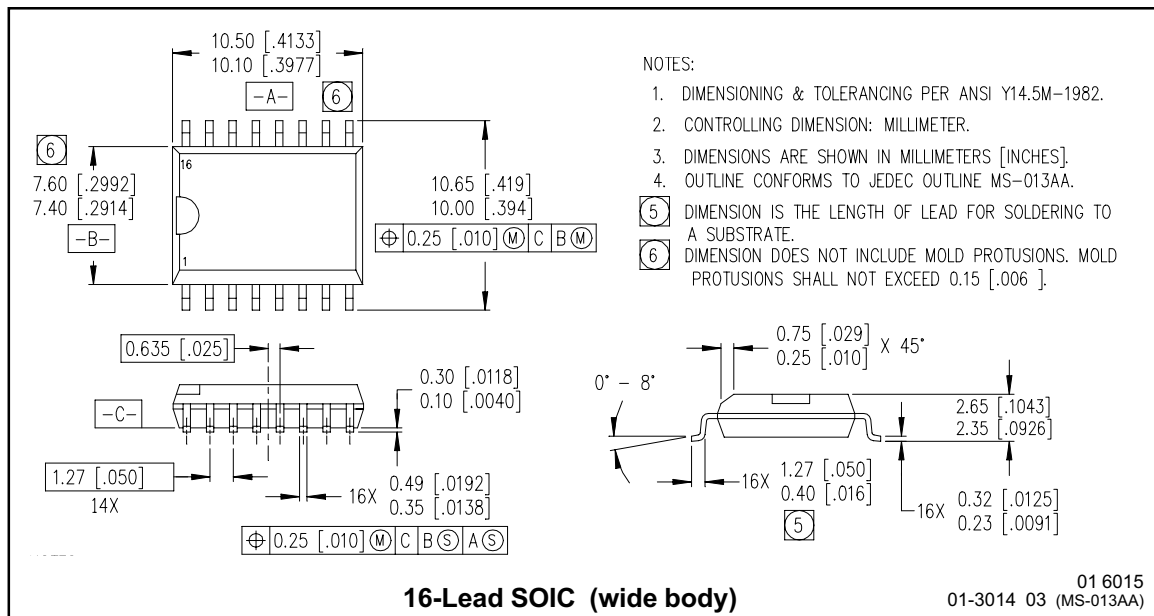 10.50 [.4133]
10.10 [.3977]
-A- 6
6
7.60 [.2992]
7.40 [.2914]
-B-
16
1
10.65 [.419]
10.00 [.394]
⌖ 0.25 [.010] Ⓜ C B Ⓜ
NOTES:
1. DIMENSIONING & TOLERANCING PER ANSI Y14.5M-1982.
2. CONTROLLING DIMENSION: MILLIMETER.
3. DIMENSIONS ARE SHOWN IN MILLIMETERS [INCHES].
4. OUTLINE CONFORMS TO JEDEC OUTLINE MS-013AA.
5 DIMENSION IS THE LENGTH OF LEAD FOR SOLDERING TO
A SUBSTRATE.
6 DIMENSION DOES NOT INCLUDE MOLD PROTUSIONS. MOLD
PROTUSIONS SHALL NOT EXCEED 0.15 [.006 ].
0.635 [.025]
-C-
0.30 [.0118]
0.10 [.0040]
1.27 [.050]
14X
16X 0.49 [.0192]
0.35 [.0138]
⌖ 0.25 [.010] Ⓜ C B Ⓢ A Ⓢ
0.75 [.029]
0.25 [.010] X 45°
0° - 8°
2.65 [.1043]
2.35 [.0926]
16X 1.27 [.050]
0.40 [.016]
5
16X 0.32 [.0125]
0.23 [.0091]
16-Lead SOIC (wide body)
01 6015
01-3014 03 (MS-013AA)